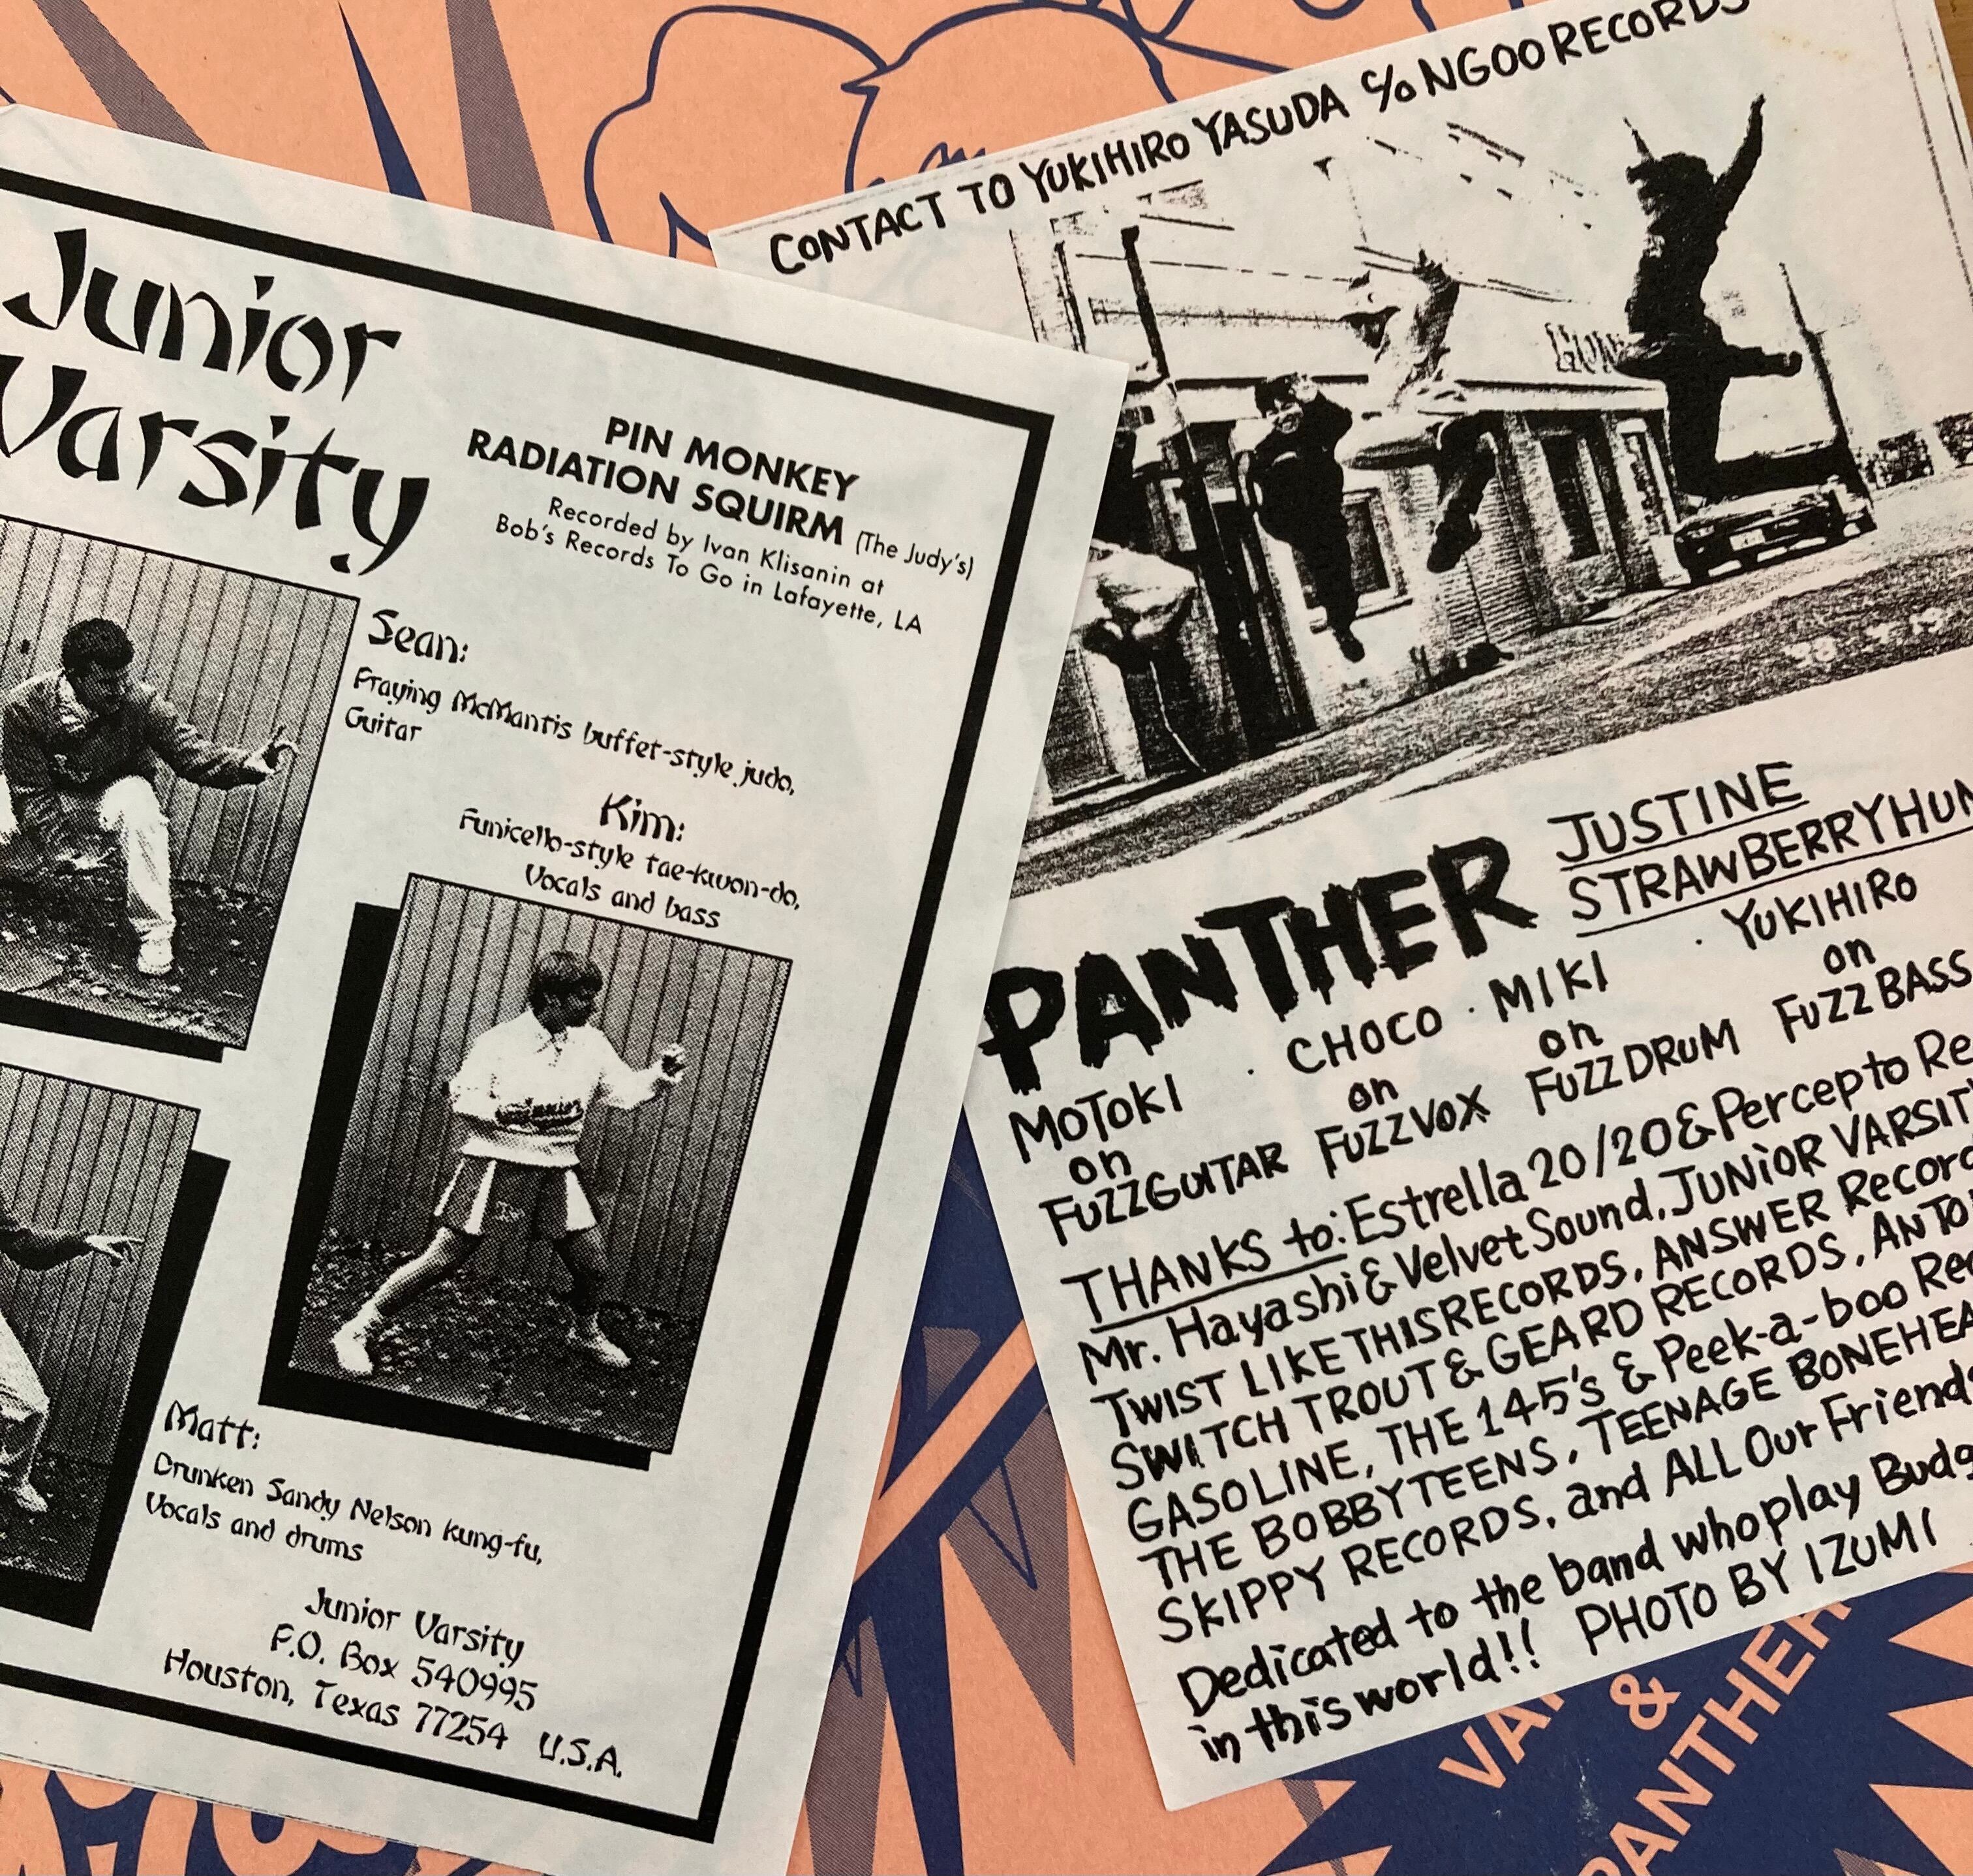 Junior
Varsity
PIN MONKEY
RADIATION SQUIRM (The Judy's)
Recorded by Ivan Klisanin at
Bob's Records To Go in Lafayette, LA
Sean:
Praying McMantis buffet-style judo,
Guitar
Kim:
Funicello-style tae-kwon-do,
Vocals and bass
Matt:
Drunken Sandy Nelson kung-fu,
Vocals and drums
Junior Varsity
P.O. Box 540995
Houston, Texas 77254 U.S.A.
CONTACT TO YUKIHIRO YASUDA c/o NGOO RECORDS
PANTHER
JUSTINE
STRAWBERRYHUN
MOTOKI · CHOCO · MIKI · YUKIHIRO
on on on on
FUZZGUITAR FUZZVOX FUZZDRUM FUZZBASS
THANKS to: Estrella 20/20 & Percepto Re
Mr. Hayashi & Velvet Sound, JUNIOR VARSIT
TWIST LIKE THIS RECORDS, ANSWER Record
SWITCH TROUT & GEARD RECORDS, ANTO
GASOLINE, THE 145's & Peek-a-boo Rec
THE BOBBYTEENS, TEENAGE BONEHEA
SKIPPY RECORDS, and ALL Our Friends
Dedicated to the band who play Budg
in this world!! PHOTO BY IZUMI
&
PANTHER